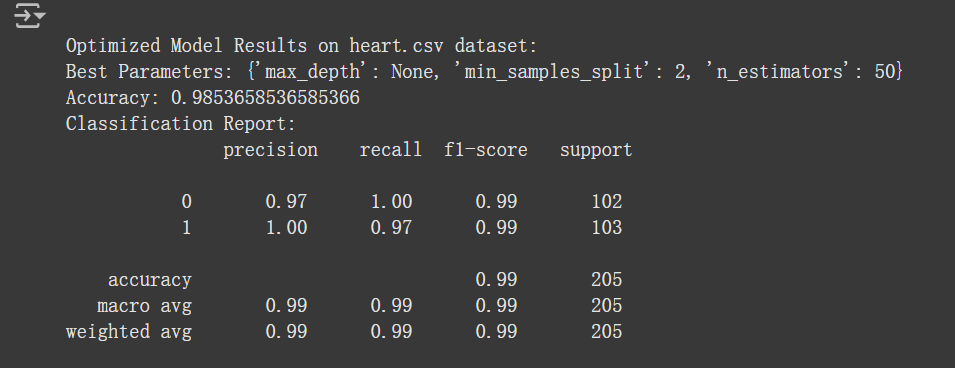 Optimized Model Results on heart.csv dataset:
Best Parameters: {'max_depth': None, 'min_samples_split': 2, 'n_estimators': 50}
Accuracy: 0.9853658536585366
Classification Report:
precision recall f1-score support
0 0.97 1.00 0.99 102
1 1.00 0.97 0.99 103
accuracy 0.99 205
macro avg 0.99 0.99 0.99 205
weighted avg 0.99 0.99 0.99 205